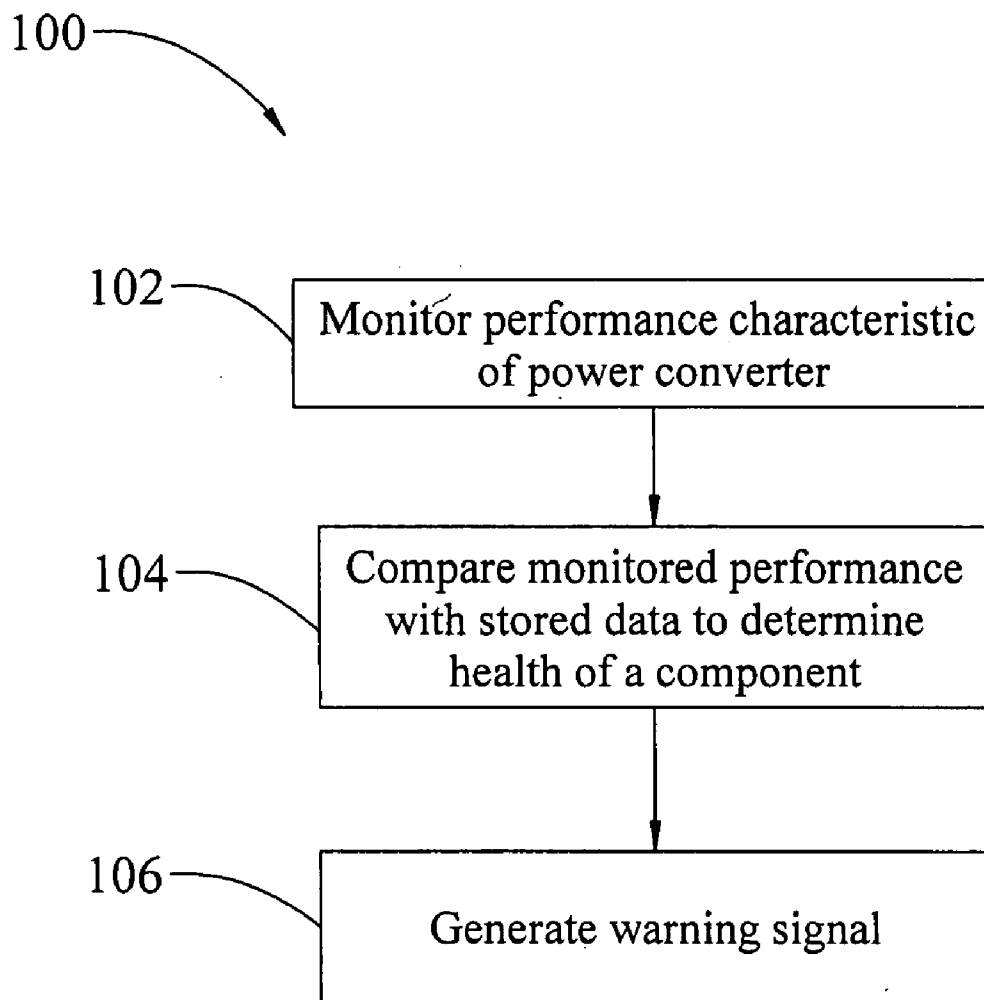 100
102
Monitor performance characteristic
of power converter
104
Compare monitored performance
with stored data to determine
health of a component
106
Generate warning signal